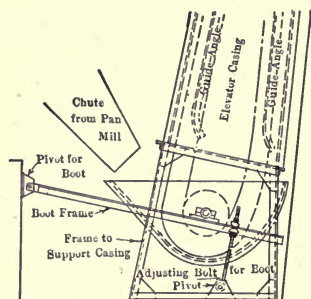 Guide-Angle
Elevator Casing
Guide-Angle
Chute
from Pan
Mill
Pivot for
Boot
Boot Frame
Frame to
Support Casing
Adjusting Bolt for Boot
Pivot